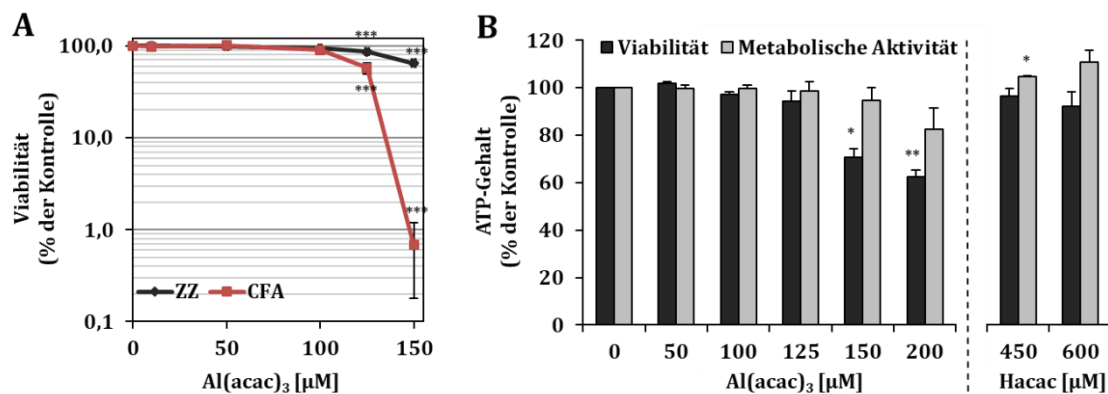 A
Viabilität
(% der Kontrolle)
100,0
10,0
1,0
0,1
***
***
***
***
ZZ
CFA
0
50
100
150
Al(acac)3 [µM]
B
ATP-Gehalt
(% der Kontrolle)
120
100
80
60
40
20
0
Viabilität
Metabolische Aktivität
*
**
*
0
50
100
125
150
200
450
600
Al(acac)3 [µM]
Hacac [µM]